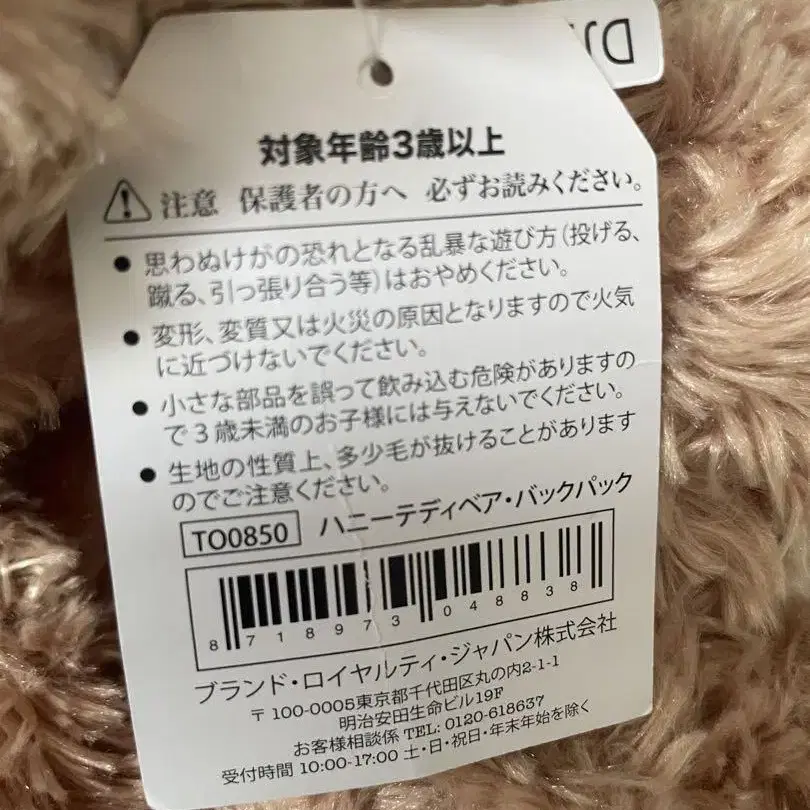 DJ
対象年齢3歳以上
注意 保護者の方へ 必ずお読みください。
● 思わぬけがの恐れとなる乱暴な遊び方(投げる、
蹴る、引っ張り合う等)はおやめください。
● 変形、変質又は火災の原因となりますので火気
に近づけないでください。
● 小さな部品を誤って飲み込む危険がありますの
で3歳未満のお子様には与えないでください。
● 生地の性質上、多少毛が抜けることがあります
のでご注意ください。
TO0850 ハニーテディベア・バックパック
8718973048838
ブランド・ロイヤルティ・ジャパン株式会社
〒100-0005東京都千代田区丸の内2-1-1
明治安田生命ビル19F
お客様相談係 TEL: 0120-618637
受付時間 10:00-17:00 土・日・祝日・年末年始を除く